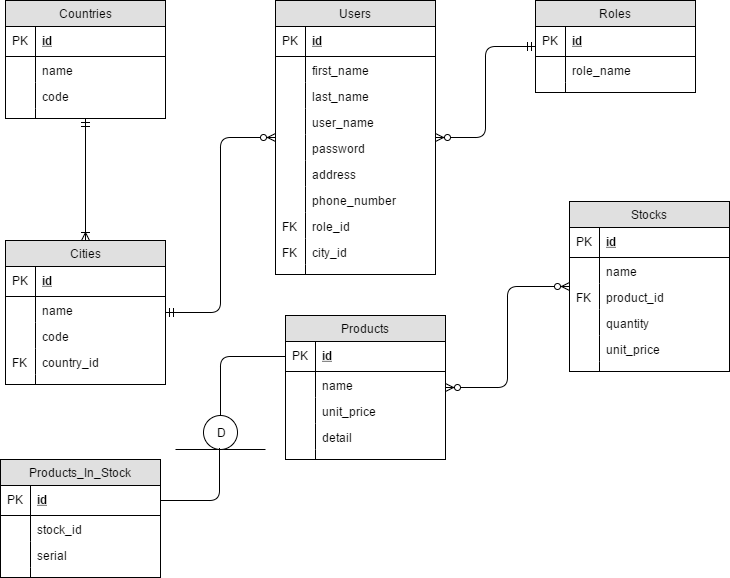 Countries
PK id
name
code
Users
PK id
first_name
last_name
user_name
password
address
phone_number
FK role_id
FK city_id
Roles
PK id
role_name
Cities
PK id
name
code
FK country_id
Stocks
PK id
name
FK product_id
quantity
unit_price
Products
PK id
name
unit_price
detail
D
Products_In_Stock
PK id
stock_id
serial